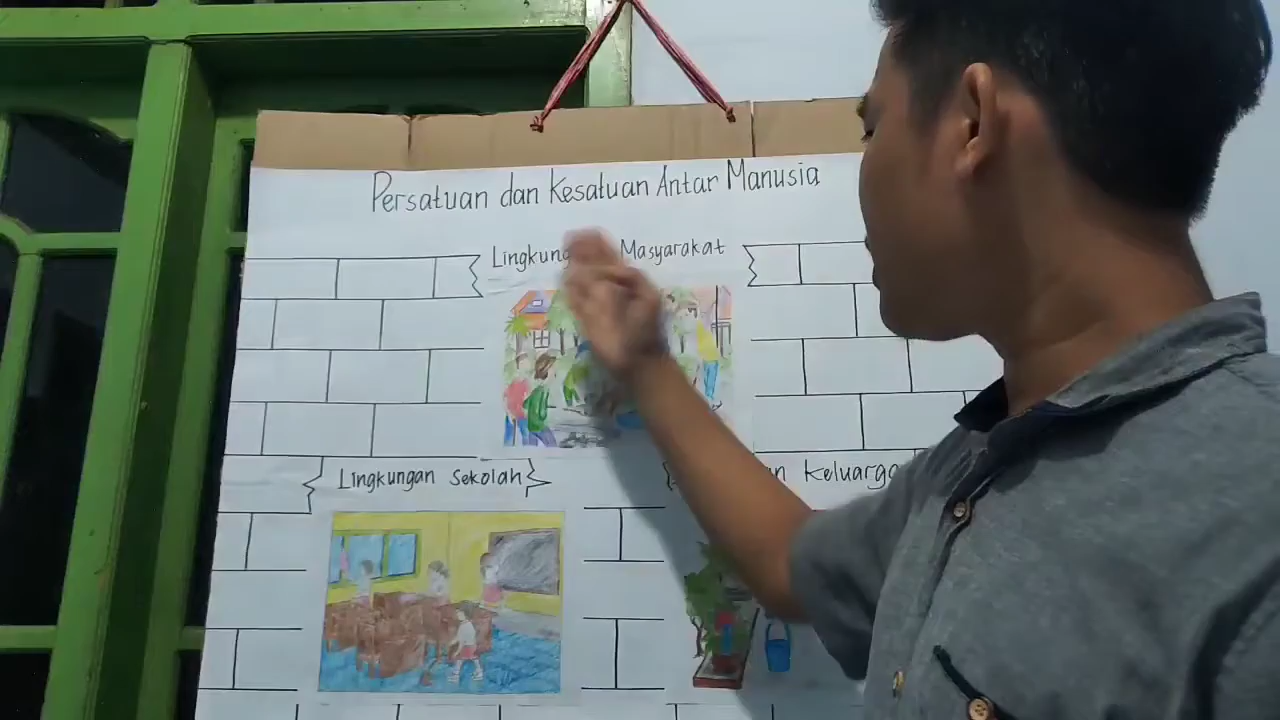 Persatuan dan Kesatuan Antar Manusia
Masyarakat
Lingkungan Sekolah
Keluarga